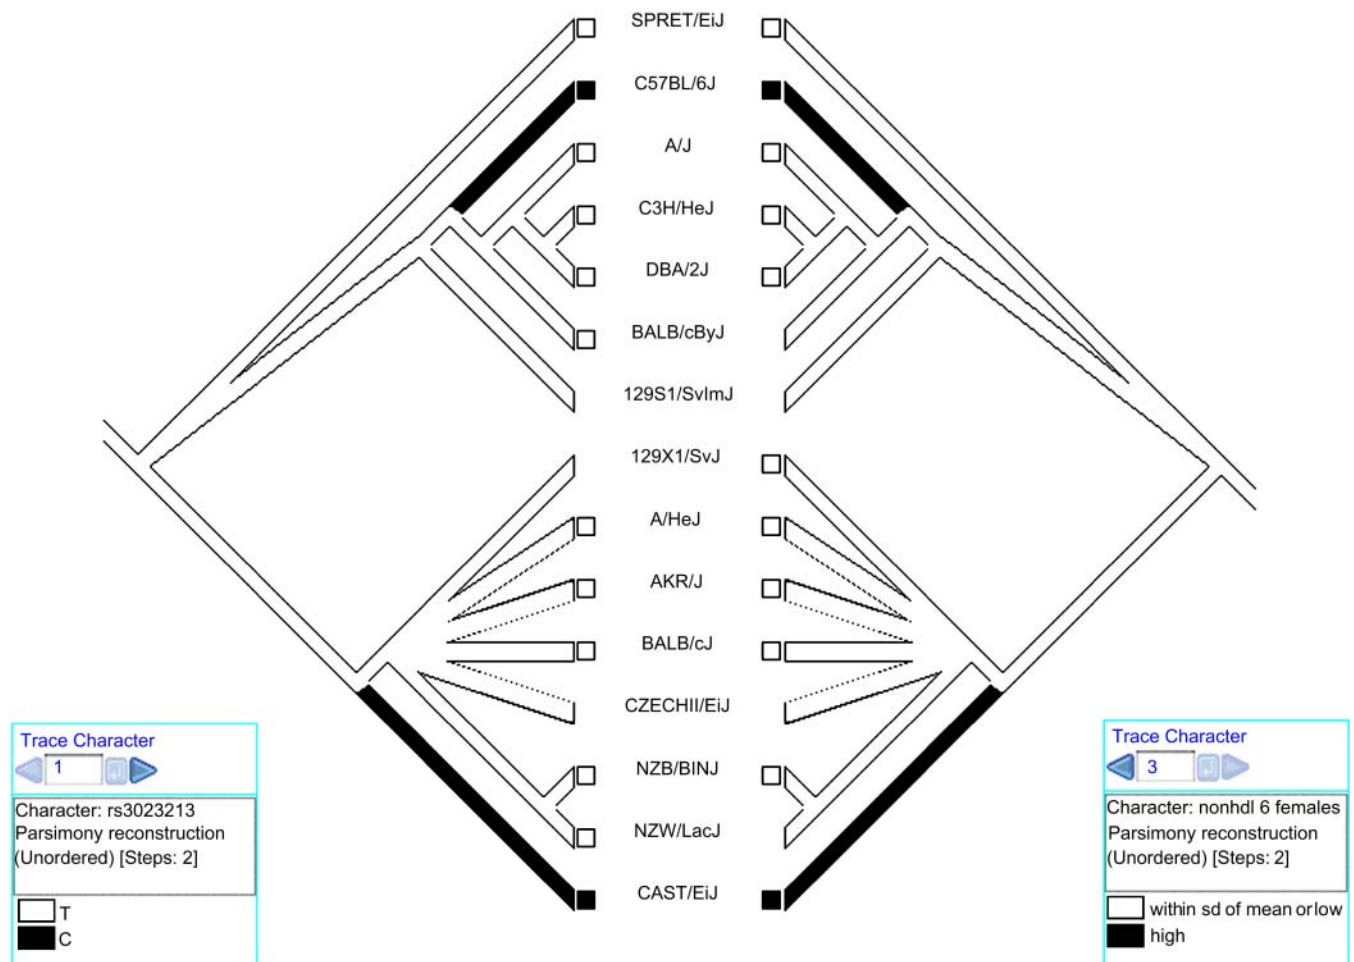 SPRET/EiJ
C57BL/6J
A/J
C3H/HeJ
DBA/2J
BALB/cByJ
129S1/SvImJ
129X1/SvJ
A/HeJ
AKR/J
BALB/cJ
CZECHII/EiJ
NZB/BINJ
NZW/LacJ
CAST/EiJ
Trace Character
1
Character: rs3023213
Parsimony reconstruction
(Unordered) [Steps: 2]
T
C
Trace Character
3
Character: nonhdl 6 females
Parsimony reconstruction
(Unordered) [Steps: 2]
within sd of mean orlow
high